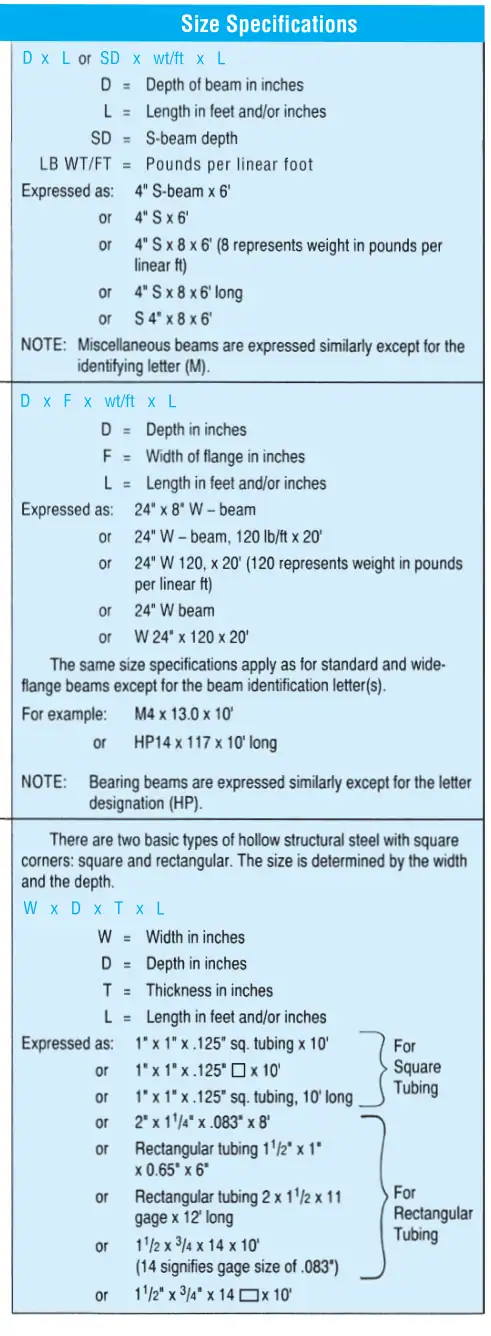 Size Specifications
D x L or SD x wt/ft x L
D = Depth of beam in inches
L = Length in feet and/or inches
SD = S-beam depth
LB WT/FT = Pounds per linear foot
Expressed as: 4" S-beam x 6'
or 4" S x 6'
or 4" S x 8 x 6' (8 represents weight in pounds per
linear ft)
or 4" S x 8 x 6' long
or S 4" x 8 x 6'
NOTE: Miscellaneous beams are expressed similarly except for the
identifying letter (M).
D x F x wt/ft x L
D = Depth in inches
F = Width of flange in inches
L = Length in feet and/or inches
Expressed as: 24" x 8" W – beam
or 24" W – beam, 120 lb/ft x 20'
or 24" W 120, x 20' (120 represents weight in pounds
per linear ft)
or 24" W beam
or W 24" x 120 x 20'
The same size specifications apply as for standard and wide-
flange beams except for the beam identification letter(s).
For example: M4 x 13.0 x 10'
or HP14 x 117 x 10' long
NOTE: Bearing beams are expressed similarly except for the letter
designation (HP).
There are two basic types of hollow structural steel with square
corners: square and rectangular. The size is determined by the width
and the depth.
W x D x T x L
W = Width in inches
D = Depth in inches
T = Thickness in inches
L = Length in feet and/or inches
Expressed as: 1" x 1" x .125" sq. tubing x 10'
or 1" x 1" x .125" □ x 10'
or 1" x 1" x .125" sq. tubing, 10' long
For
Square
Tubing
or 2" x 1 1/4" x .083" x 8'
or Rectangular tubing 1 1/2" x 1"
x 0.65" x 6"
or Rectangular tubing 2 x 1 1/2 x 11
gage x 12' long
or 1 1/2 x 3/4 x 14 x 10'
(14 signifies gage size of .083")
For
Rectangular
Tubing
or 1 1/2" x 3/4" x 14 ▭ x 10'